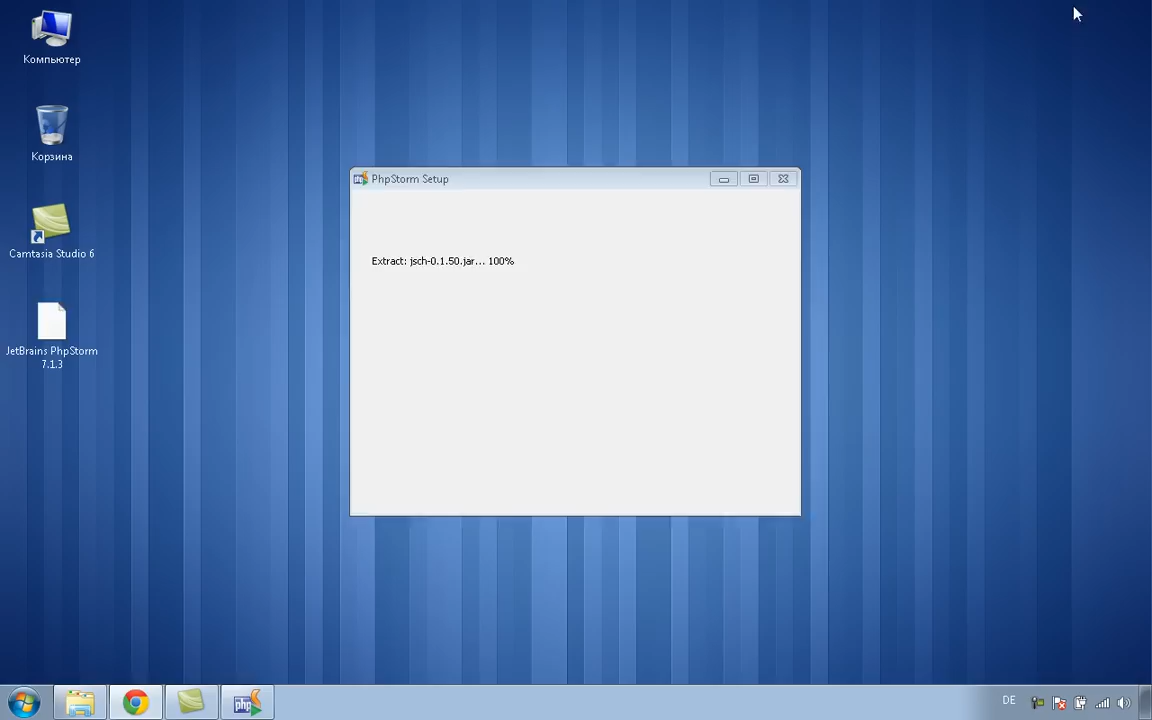 Компьютер
Корзина
Camtasia Studio 6
JetBrains PhpStorm
7.1.3
PhpStorm Setup
Extract: jsch-0.1.50.jar... 100%
php
DE